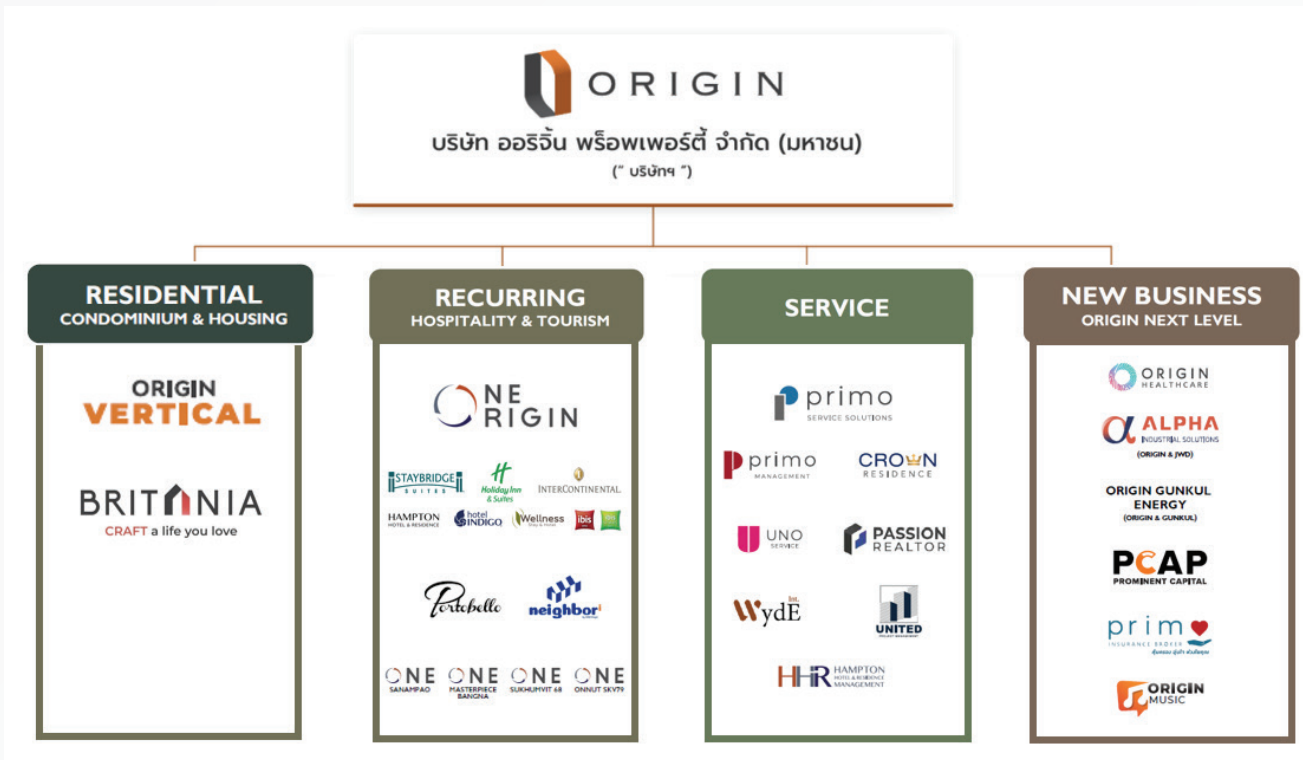 ORIGIN
บริษัท ออริจิ้น พร็อพเพอร์ตี้ จำกัด (มหาชน)
(“ บริษัทฯ ”)
RESIDENTIAL
CONDOMINIUM & HOUSING
ORIGIN
VERTICAL
BRITANIA
CRAFT a life you love
RECURRING
HOSPITALITY & TOURISM
ONE
ORIGIN
STAYBRIDGE
SUITES
Holiday Inn
& Suites
INTERCONTINENTAL
HAMPTON
HOTEL & RESIDENCE
hotel
INDIGO
Wellness
ibis
Portobello
neighbor
ONE
SANAMPAO
ONE
MASTERPIECE
BANGNA
ONE
SUKHUMVIT 68
ONE
ONNUT SKV79
SERVICE
primo
SERVICE SOLUTIONS
primo
MANAGEMENT
CROWN
RESIDENCE
UNO
SERVICE
PASSION
REALTOR
WydE Int.
UNITED
PROJECT MANAGEMENT
HHR
HAMPTON
HOTEL & RESIDENCE
MANAGEMENT
NEW BUSINESS
ORIGIN NEXT LEVEL
ORIGIN
HEALTHCARE
ALPHA
INDUSTRIAL SOLUTIONS
(ORIGIN & JWD)
ORIGIN GUNKUL
ENERGY
(ORIGIN & GUNKUL)
PCAP
PROMINENT CAPITAL
prim
INSURANCE BROKER
ORIGIN
MUSIC